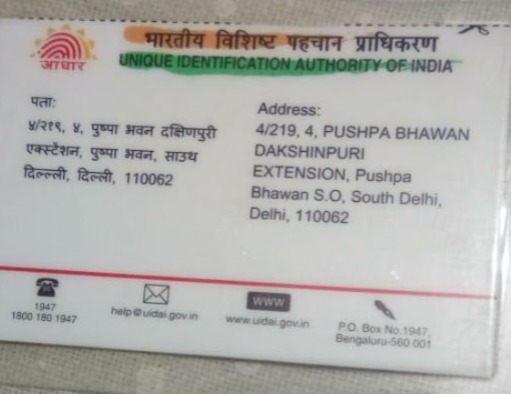 भारतीय विशिष्ट पहचान प्राधिकरण
UNIQUE IDENTIFICATION AUTHORITY OF INDIA
आधार
पता:
४/२१९, ४, पुष्पा भवन दक्षिणपुरी
एक्स्टेंशन, पुष्पा भवन, साउथ
दिल्ली, दिल्ली, 110062
Address:
4/219, 4, PUSHPA BHAWAN
DAKSHINPURI
EXTENSION, Pushpa
Bhawan S.O, South Delhi,
Delhi, 110062
1947
1800 180 1947
help@uidai.gov.in
WWW
www.uidai.gov.in
P.O. Box No.1947,
Bengaluru-560 001